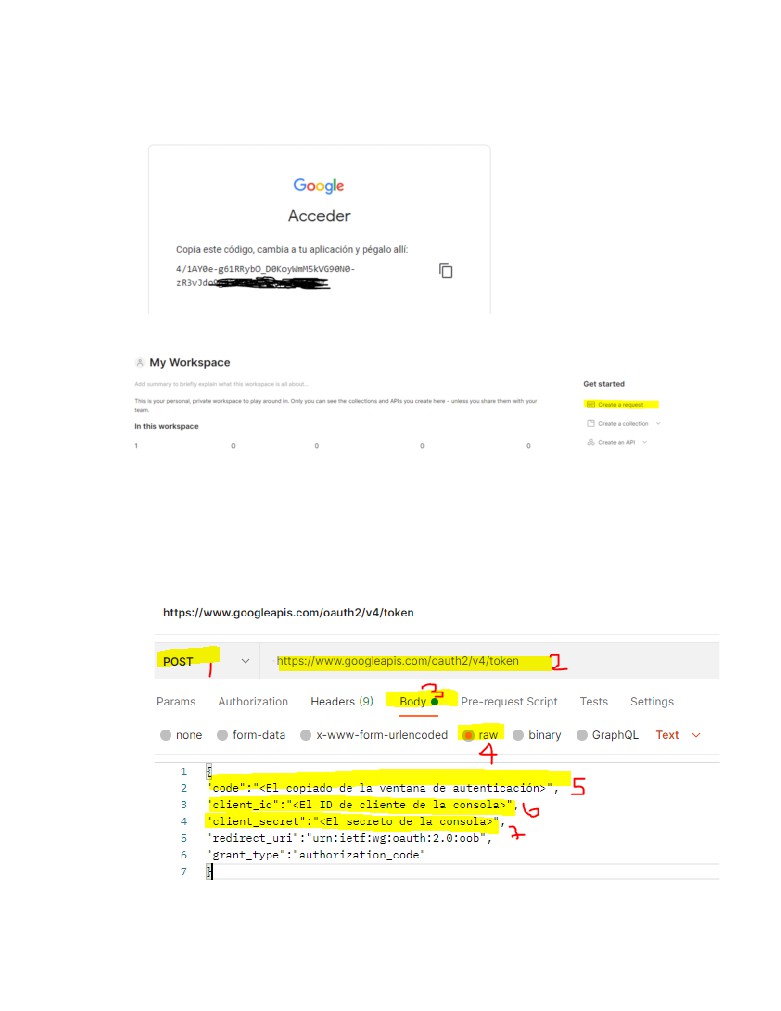 Google
Acceder
Copia este código, cambia a tu aplicación y pégalo allí:
4/1AY0e-g61RRybO_D0KoyWmM5kVG90N0-
zR3vJdo
My Workspace
Add summary to briefly explain what this workspace is all about...
This is your personal, private workspace to play around in. Only you can see the collections and APIs you create here - unless you share them with your
team.
In this workspace
1 0 0 0 0
Get started
Create a request
Create a collection
Create an API
https://www.googleapis.com/oauth2/v4/token
POST 1 https://www.googleapis.com/oauth2/v4/token 2
3
Params Authorization Headers (9) Body Pre-request Script Tests Settings
none form-data x-www-form-urlencoded raw binary GraphQL Text
4
1 {
2 "code":"<El copiado de la ventana de autenticación>", 5
3 "client_id":"<El ID de cliente de la consola>", 6
4 "client_secret":"<El secreto de la consola>", 7
5 "redirect_uri":"urn:ietf:wg:oauth:2.0:oob",
6 "grant_type":"authorization_code"
7 }